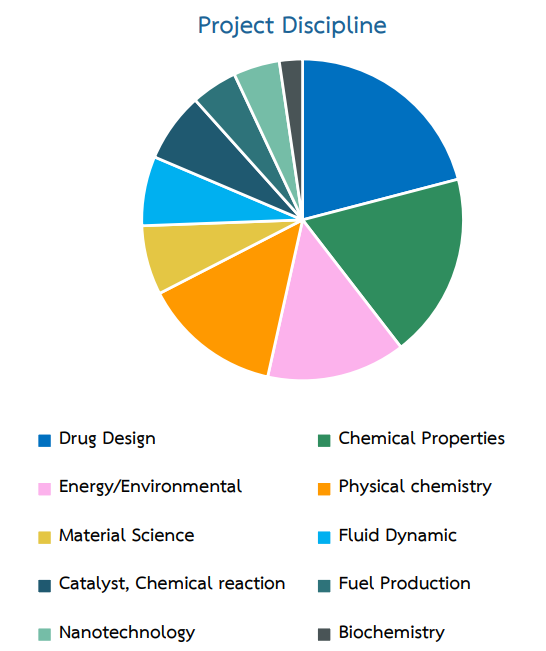 Project Discipline
Drug Design
Chemical Properties
Energy/Environmental
Physical chemistry
Material Science
Fluid Dynamic
Catalyst, Chemical reaction
Fuel Production
Nanotechnology
Biochemistry